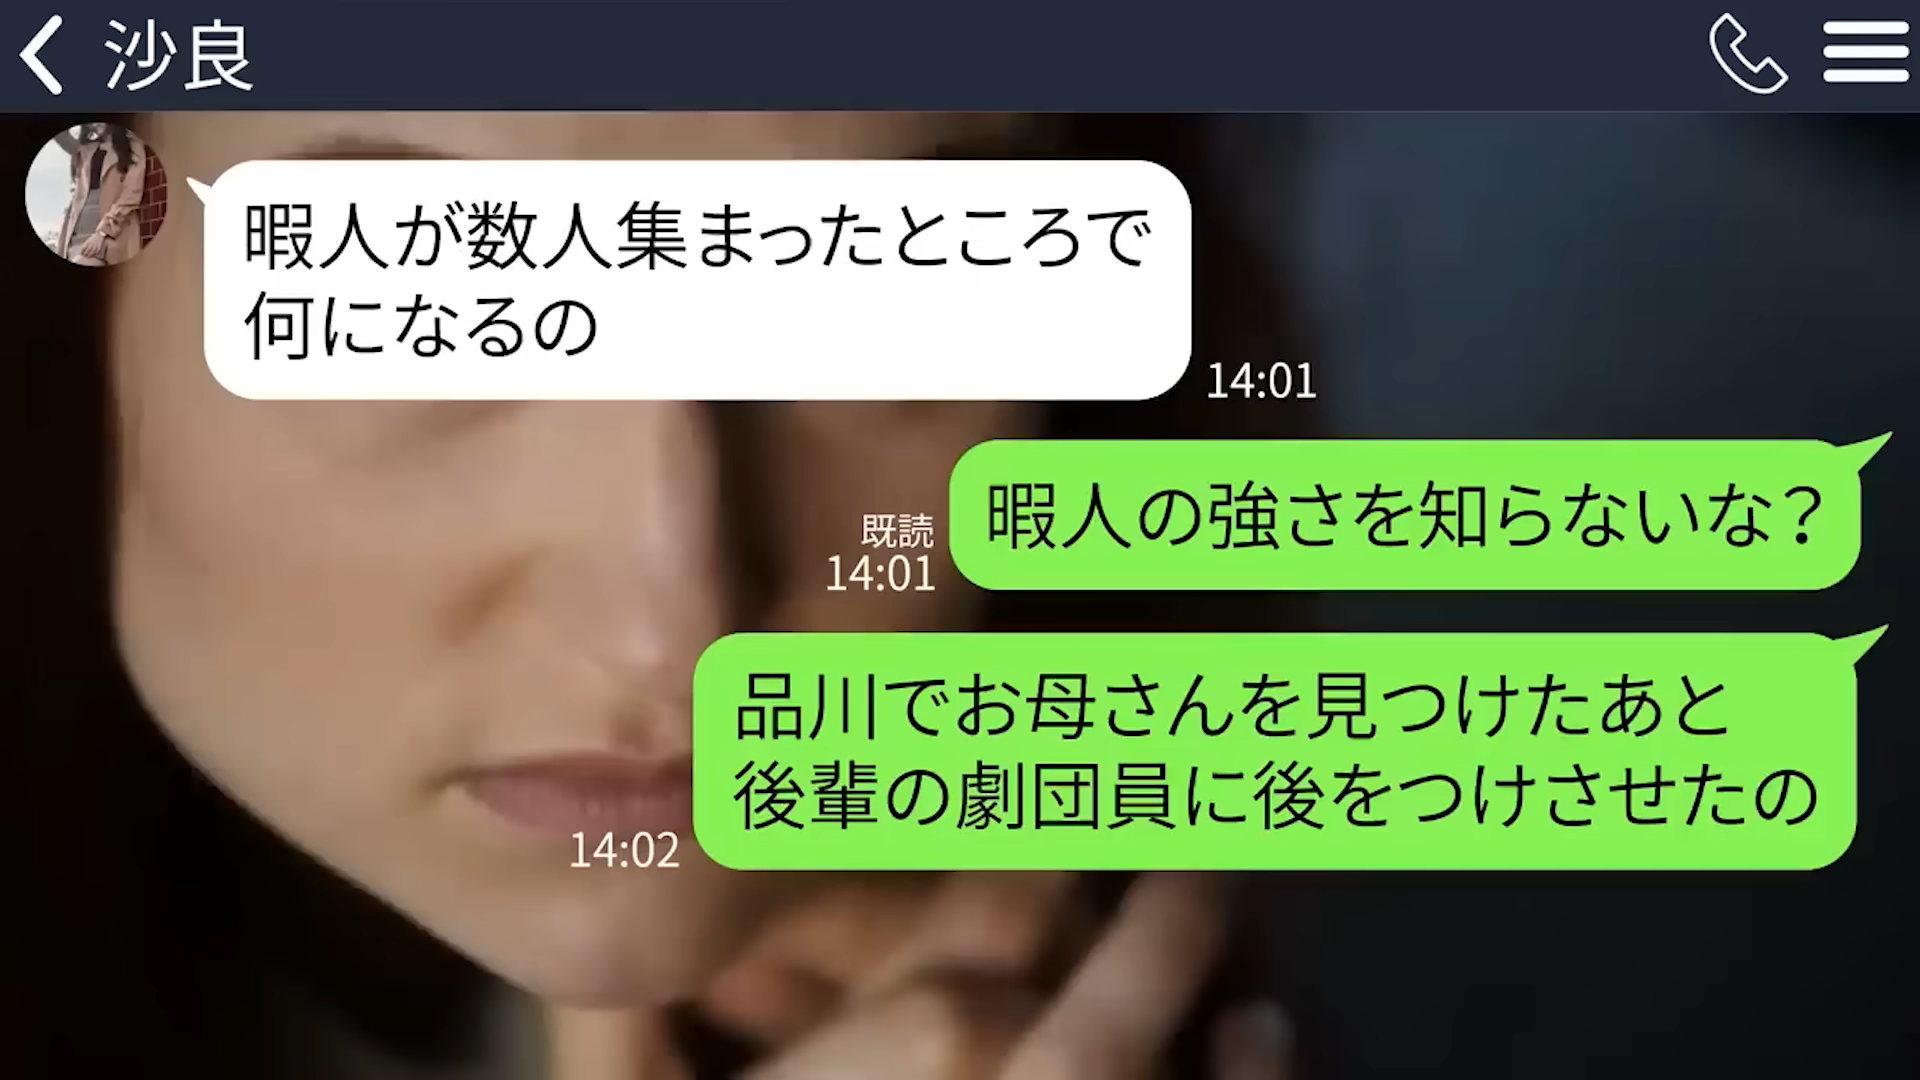 沙良
暇人が数人集まったところで
何になるの
14:01
暇人の強さを知らないな？
既読
14:01
品川でお母さんを見つけたあと
後輩の劇団員に後をつけさせたの
14:02